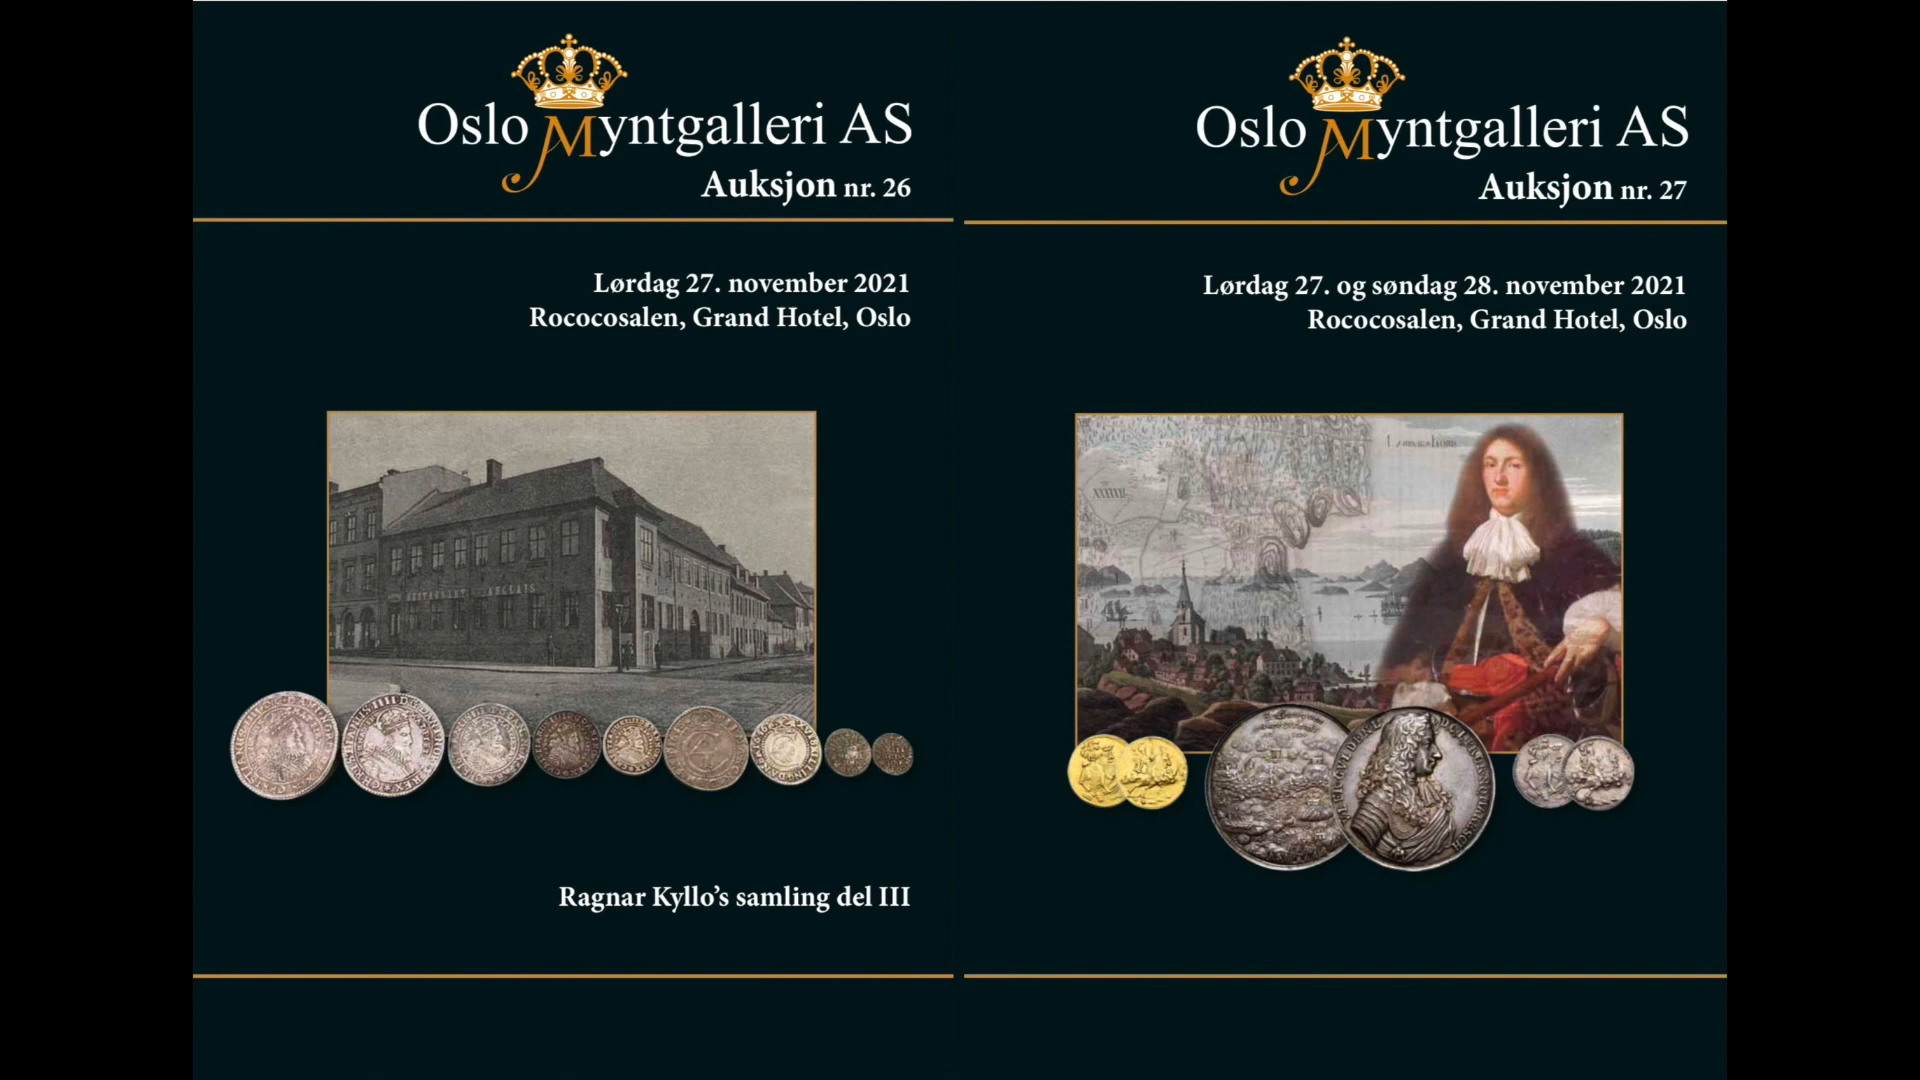 Oslo Myntgalleri AS
Auksjon nr. 26
Lørdag 27. november 2021
Rococosalen, Grand Hotel, Oslo
Ragnar Kyllo’s samling del III
Oslo Myntgalleri AS
Auksjon nr. 27
Lørdag 27. og søndag 28. november 2021
Rococosalen, Grand Hotel, Oslo